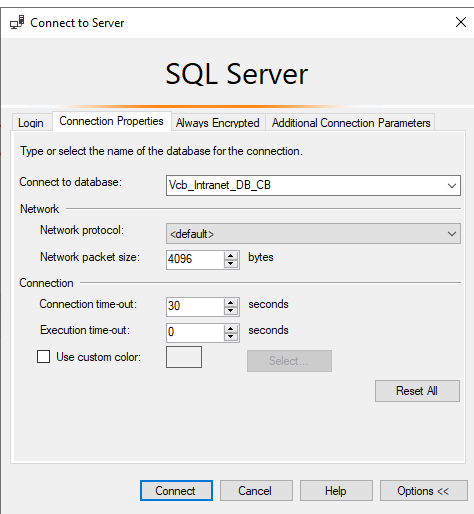 Connect to Server
SQL Server
Login Connection Properties Always Encrypted Additional Connection Parameters
Type or select the name of the database for the connection.
Connect to database: Vcb_Intranet_DB_CB
Network
Network protocol: <default>
Network packet size: 4096 bytes
Connection
Connection time-out: 30 seconds
Execution time-out: 0 seconds
Use custom color: Select...
Reset All
Connect Cancel Help Options <<